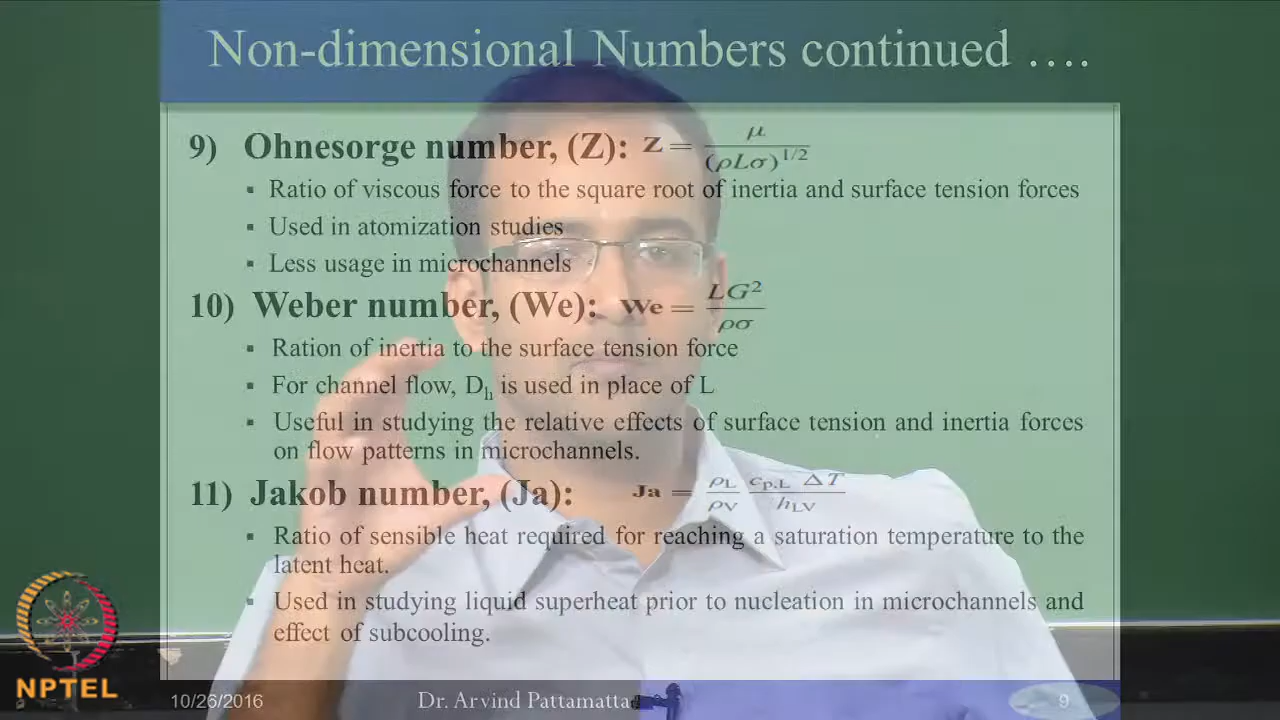 Non-dimensional Numbers continued ….
9) Ohnesorge number, (Z): Z = μ / (ρLσ)^1/2
▪ Ratio of viscous force to the square root of inertia and surface tension forces
▪ Used in atomization studies
▪ Less usage in microchannels
10) Weber number, (We): We = LG² / ρσ
▪ Ration of inertia to the surface tension force
▪ For channel flow, Dh is used in place of L
▪ Useful in studying the relative effects of surface tension and inertia forces
on flow patterns in microchannels.
11) Jakob number, (Ja): Ja = ρL / ρV cp,L ΔT / hLV
▪ Ratio of sensible heat required for reaching a saturation temperature to the
latent heat.
▪ Used in studying liquid superheat prior to nucleation in microchannels and
effect of subcooling.
NPTEL
10/26/2016 Dr. Arvind Pattamatta 9